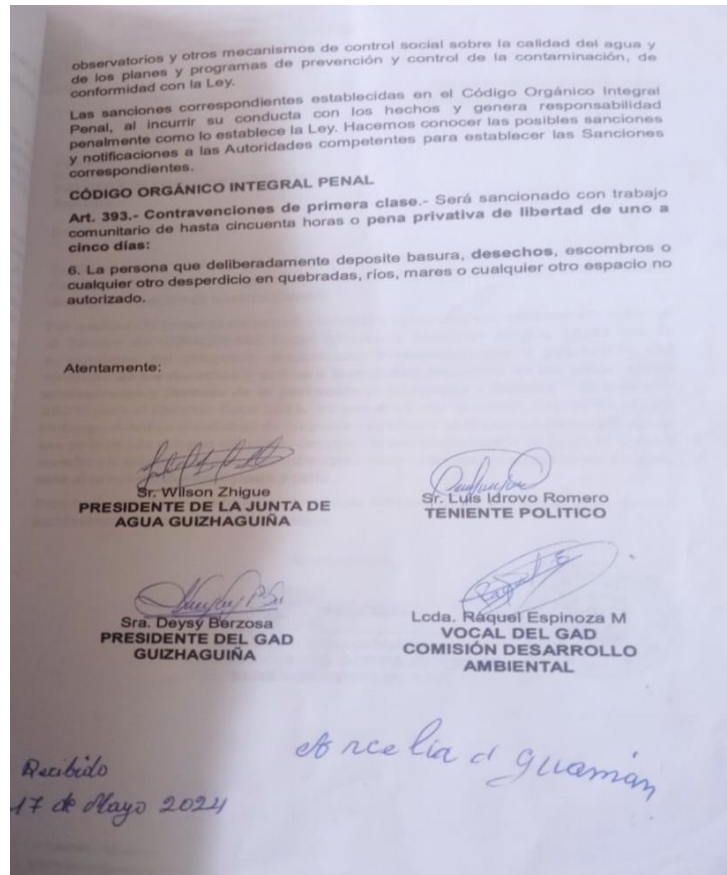 observatorios y otros mecanismos de control social sobre la calidad del agua y
de los planes y programas de prevención y control de la contaminación, de
conformidad con la Ley.
Las sanciones correspondientes establecidas en el Código Orgánico Integral
Penal, al incurrir su conducta con los hechos y genera responsabilidad
penalmente como lo establece la Ley. Hacemos conocer las posibles sanciones
y notificaciones a las Autoridades competentes para establecer las Sanciones
correspondientes.
CÓDIGO ORGÁNICO INTEGRAL PENAL
Art. 393.- Contravenciones de primera clase.- Será sancionado con trabajo
comunitario de hasta cincuenta horas o pena privativa de libertad de uno a
cinco días:
6. La persona que deliberadamente deposite basura, desechos, escombros o
cualquier otro desperdicio en quebradas, ríos, mares o cualquier otro espacio no
autorizado.
Atentamente:
Sr. Wilson Zhigue
PRESIDENTE DE LA JUNTA DE
AGUA GUIZHAGUIÑA
Sr. Luis Idrovo Romero
TENIENTE POLITICO
Sra. Deysy Berzosa
PRESIDENTE DEL GAD
GUIZHAGUIÑA
Lcda. Raquel Espinoza M
VOCAL DEL GAD
COMISIÓN DESARROLLO
AMBIENTAL
Arcelia d Guamán
Recibido
17 de Mayo 2024